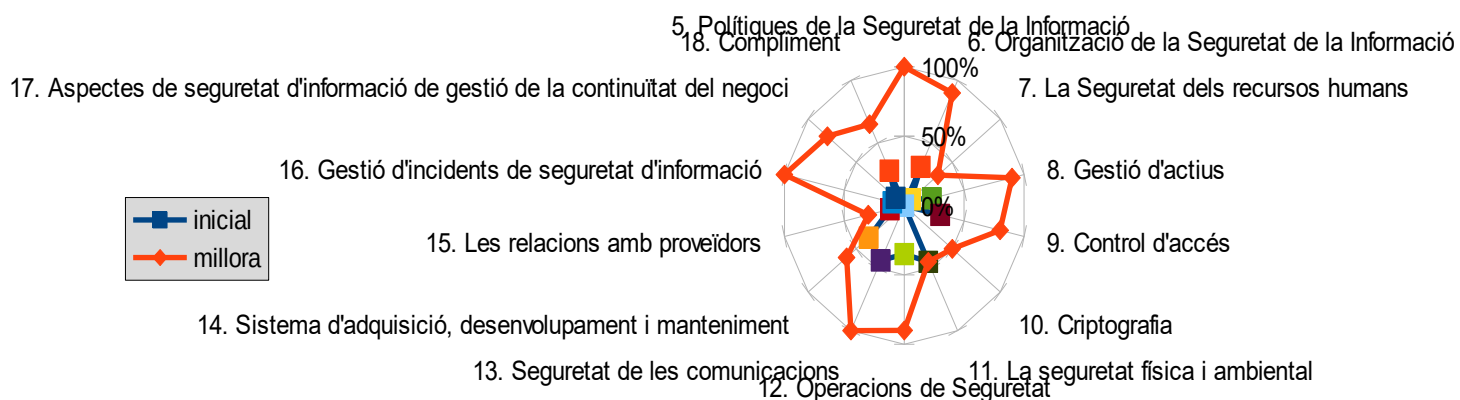 5. Polítiques de la Seguretat de la Informació
18. Compliment
6. Organització de la Seguretat de la Informació
100%
17. Aspectes de seguretat d'informació de gestió de la continuïtat del negoci
7. La Seguretat dels recursos humans
50%
16. Gestió d'incidents de seguretat d'informació
8. Gestió d'actius
0%
inicial
millora
15. Les relacions amb proveïdors
9. Control d'accés
14. Sistema d'adquisició, desenvolupament i manteniment
10. Criptografia
13. Seguretat de les comunicacions
11. La seguretat física i ambiental
12. Operacions de Seguretat